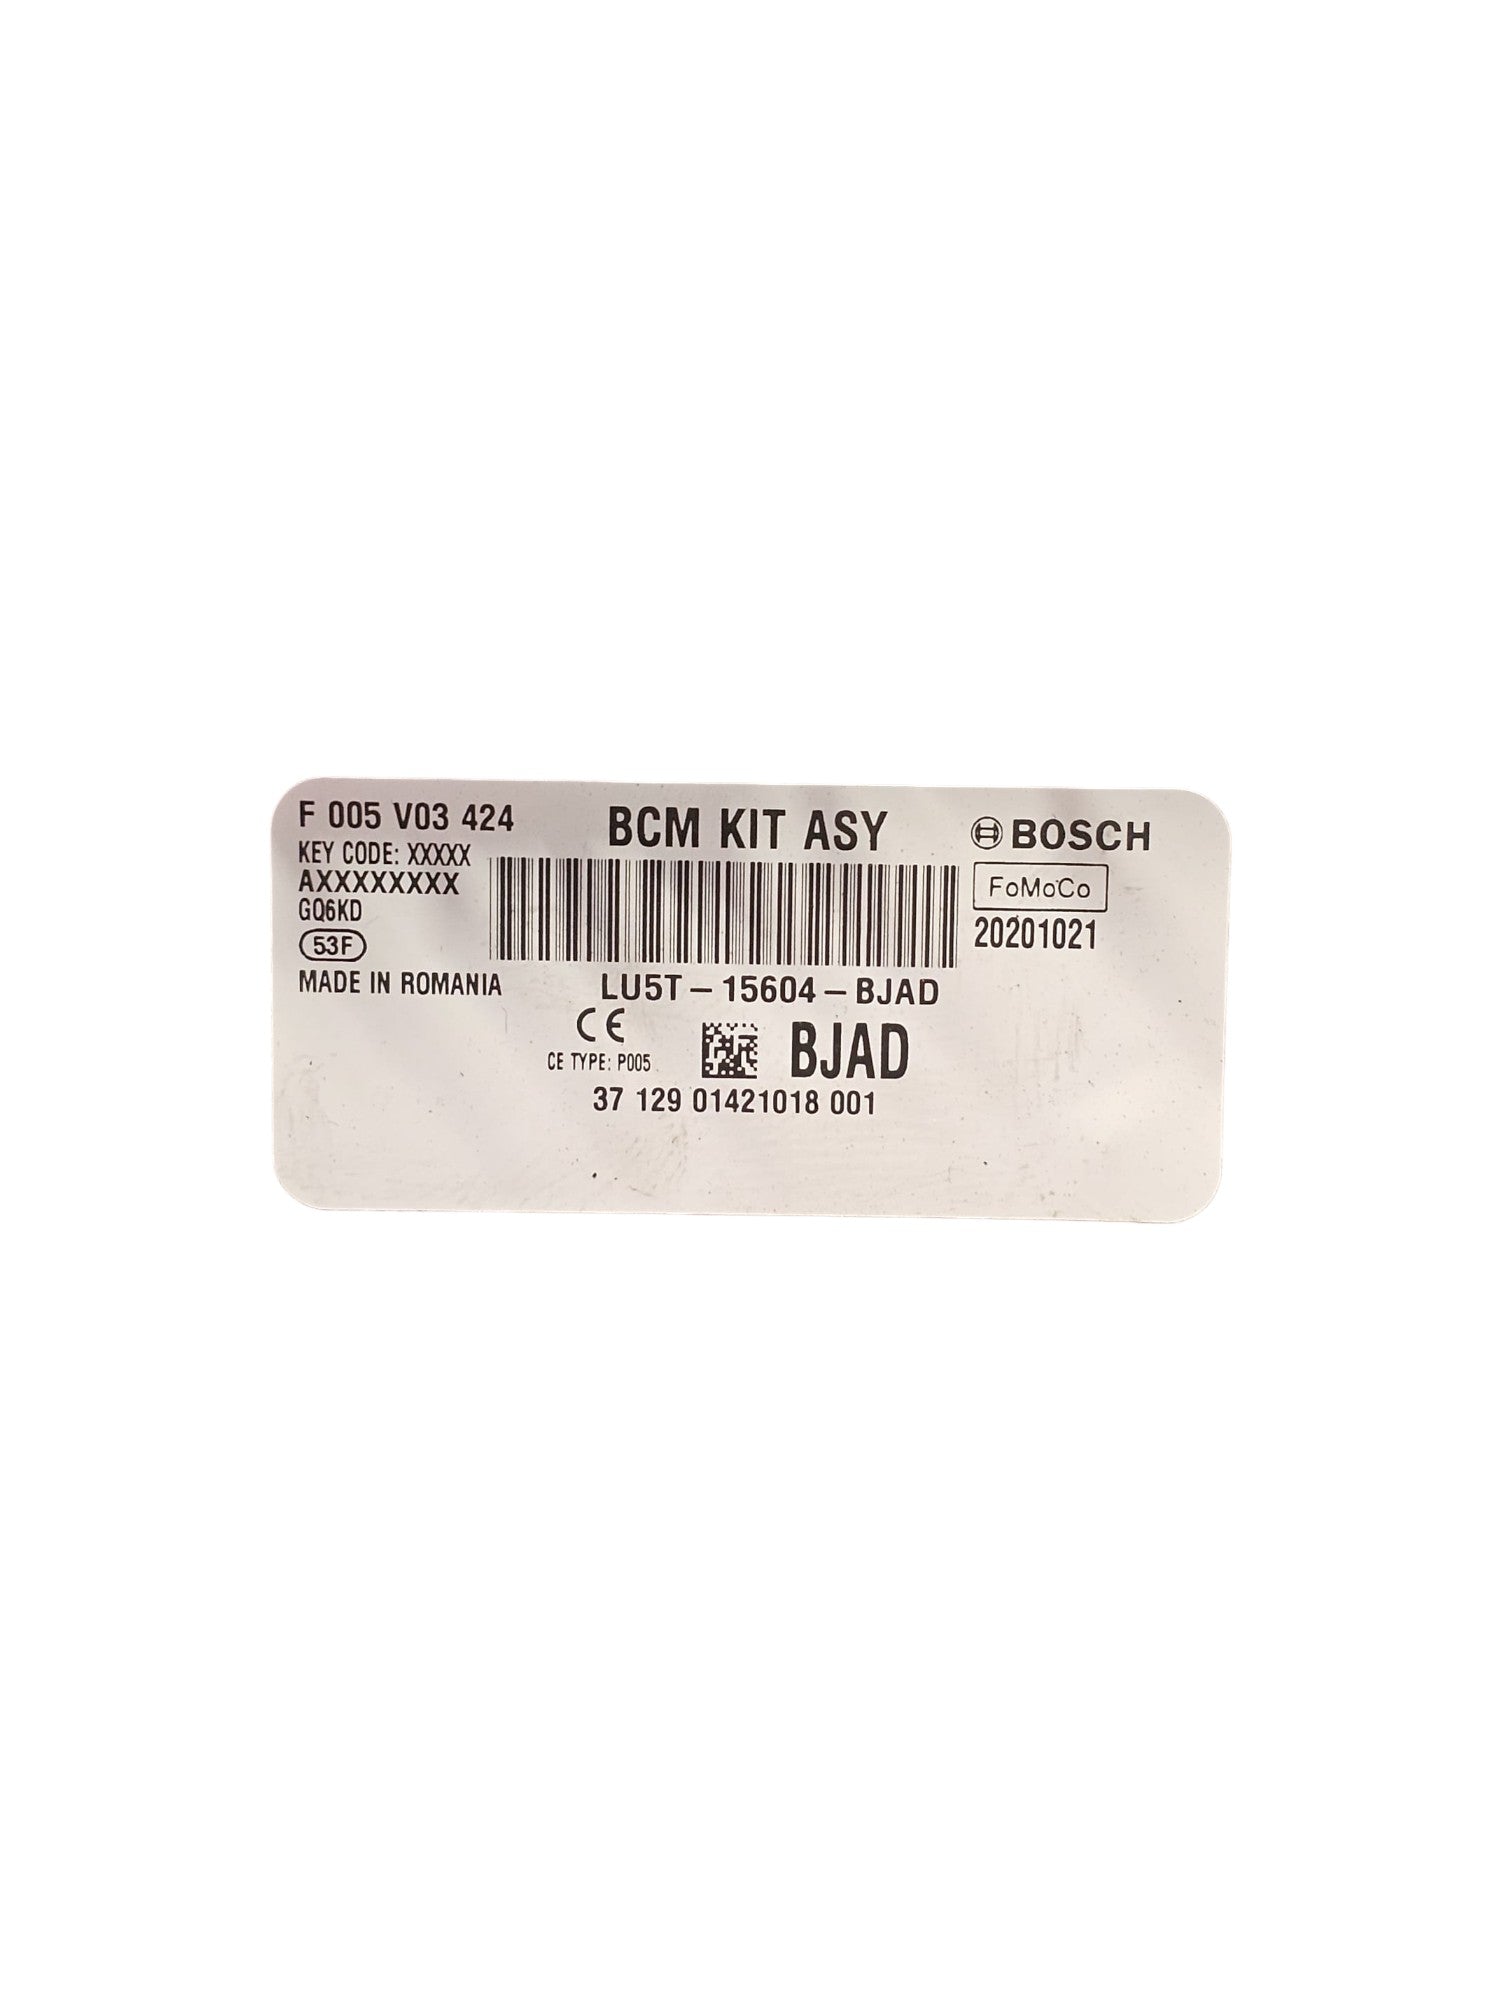 F 005 V03 424
BCM KIT ASY
BOSCH
KEY CODE: XXXXX
AXXXXXXXXX
FoMoCo
GQ6KD
20201021
53F
MADE IN ROMANIA
LU5T-15604-BJAD
CE
BJAD
CE TYPE: P005
37 129 01421018 001